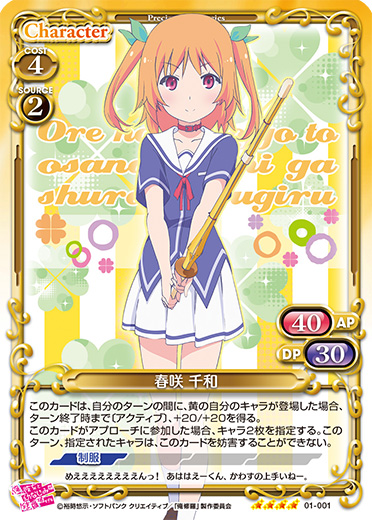 Precious Memories
Character
COST
4
SOURCE
2
Ore no
to
osana
i ga
shura
ugiru
40 AP
DP 30
春咲 千和
このカードは、自分のターンの間に、黄の自分のキャラが登場した場合、
ターン終了時まで〔アクティブ〕、+20/+20を得る。
このカードがアプローチに参加した場合、キャラ2枚を指定する。この
ターン、指定されたキャラは、このカードを妨害することができない。
制服
めええええええええんっ! あははえーくん、かわすの上手いねー。
©裕時悠示・ソフトバンク クリエイティブ/「俺修羅」製作委員会
★★★★ 01-001